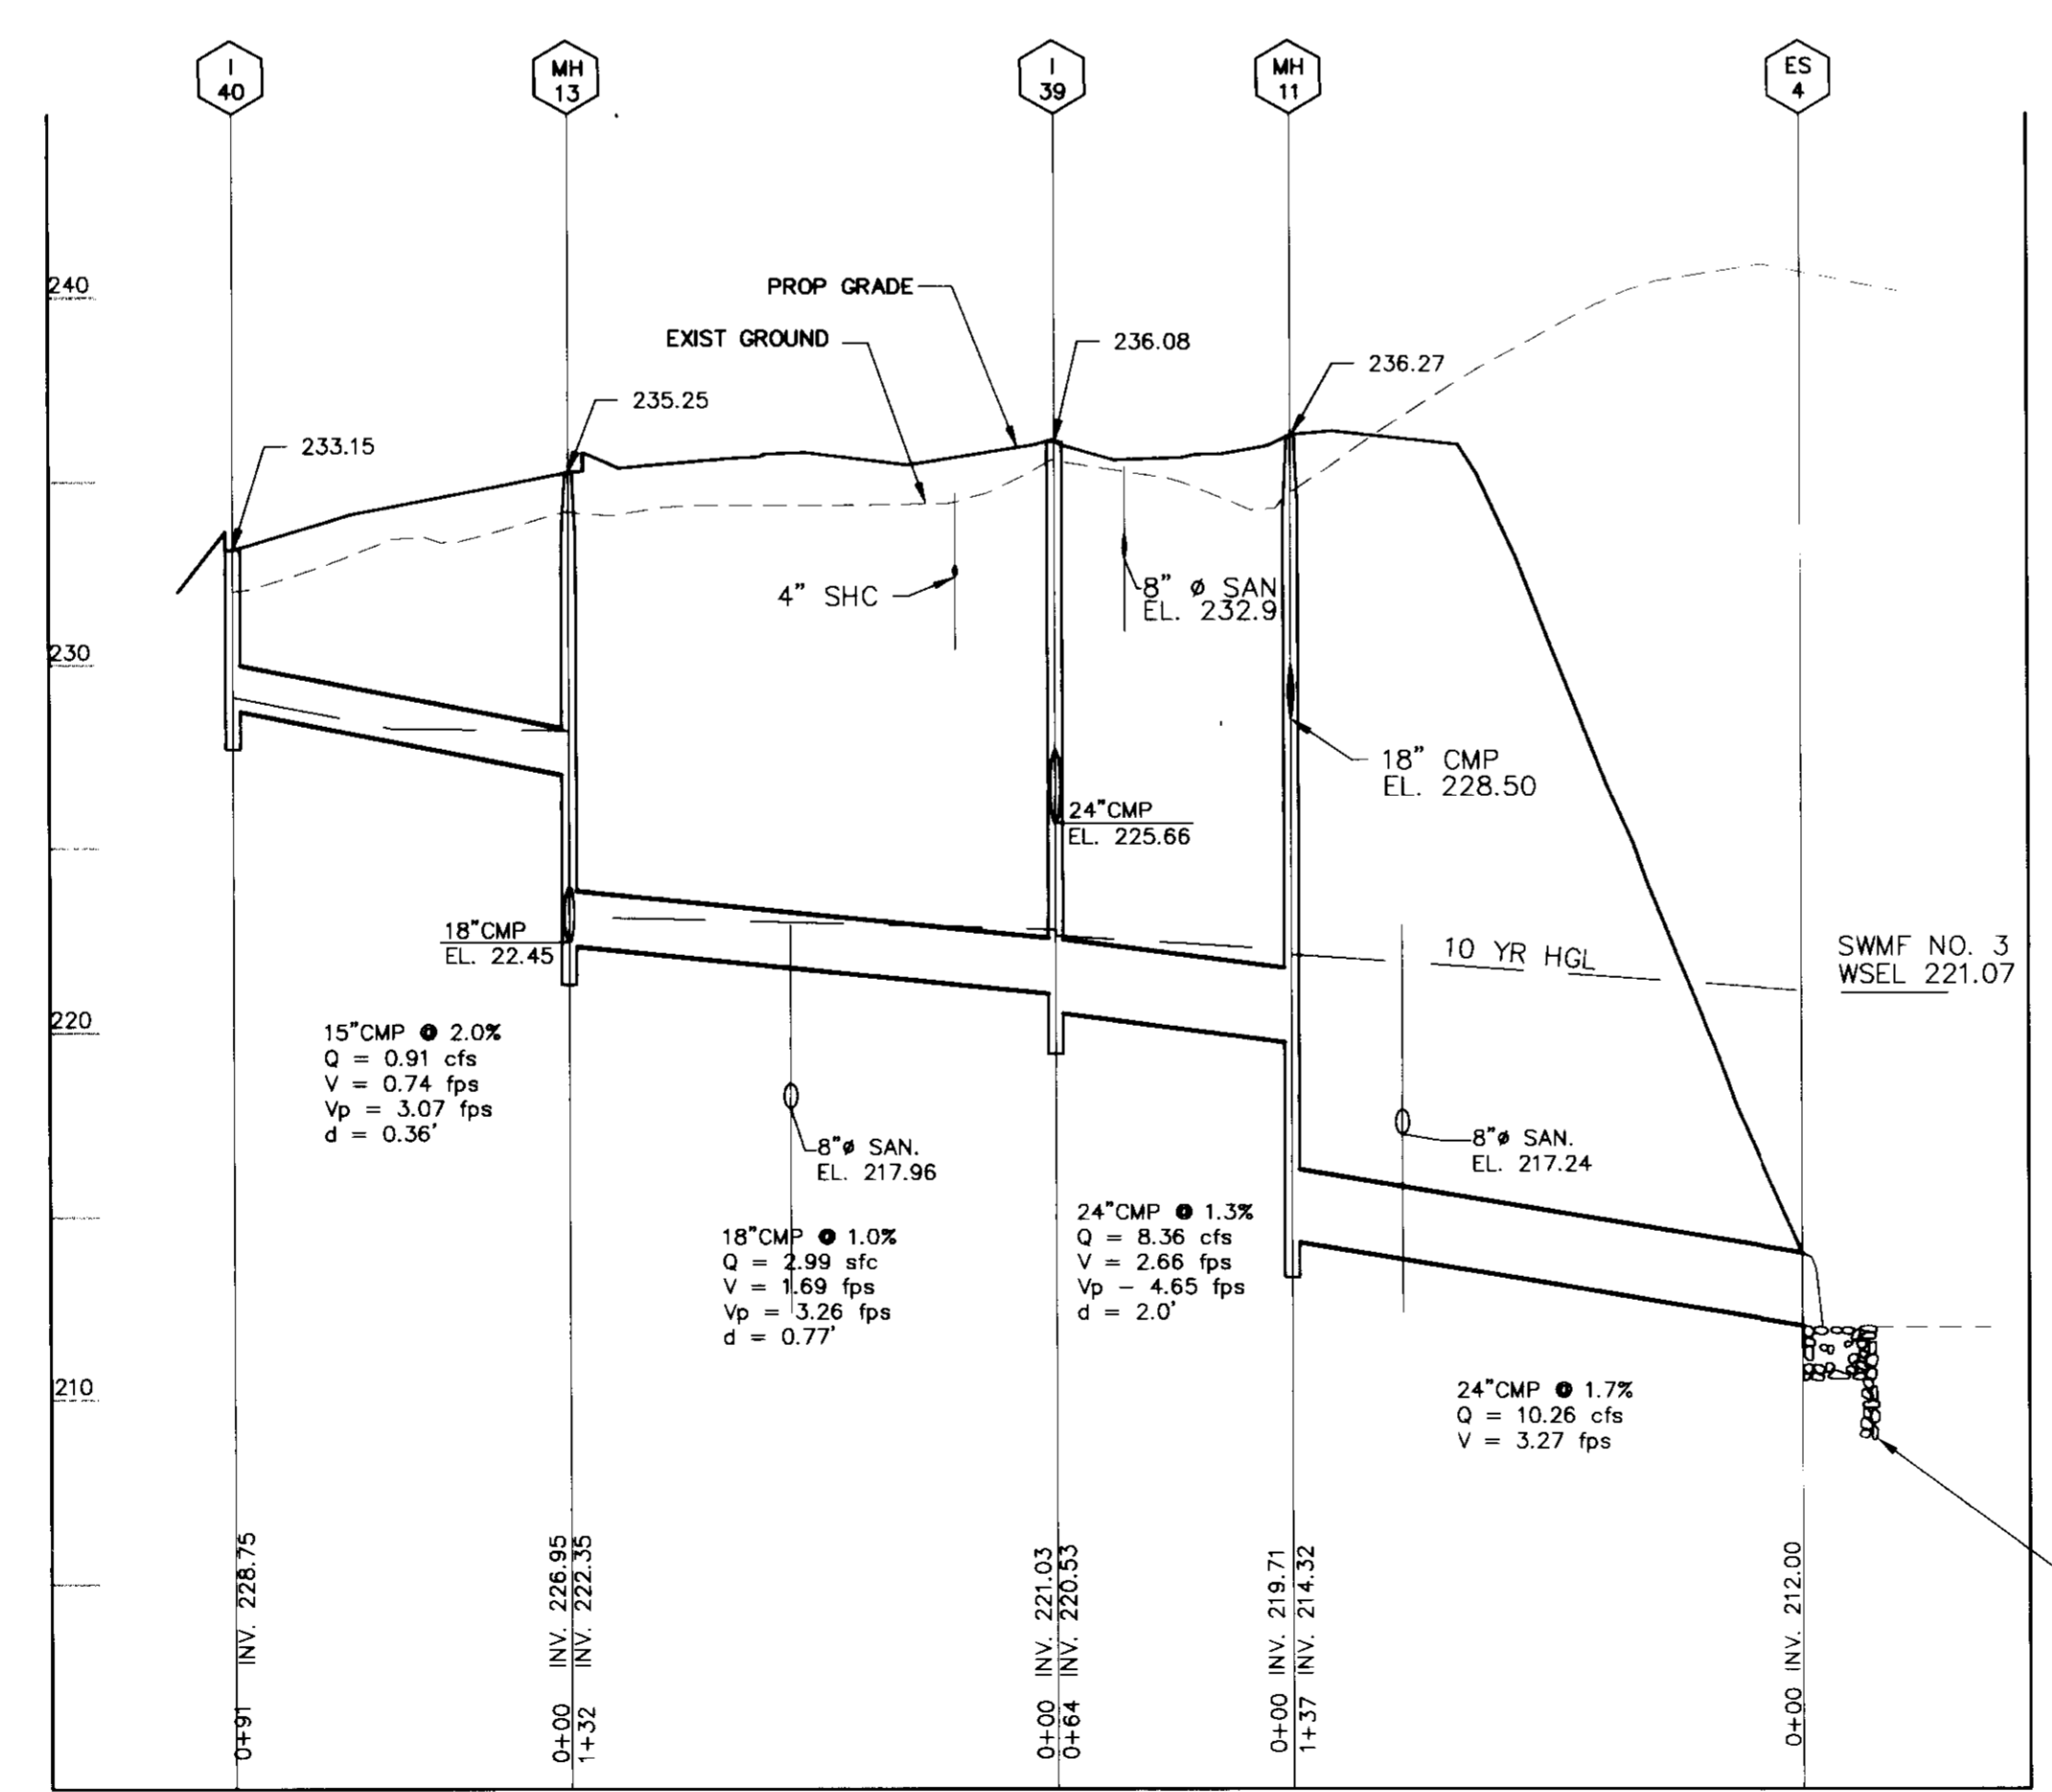 I
40
MH
13
I
39
MH
11
ES
4
240
PROP GRADE
EXIST GROUND
236.08
236.27
235.25
233.15
4" SHC
8" ø SAN
EL. 232.9
230
18" CMP
EL. 228.50
24"CMP
EL. 225.66
18"CMP
EL. 22.45
10 YR HGL
SWMF NO. 3
WSEL 221.07
220
15"CMP @ 2.0%
Q = 0.91 cfs
V = 0.74 fps
Vp = 3.07 fps
d = 0.36'
8"ø SAN.
EL. 217.96
8"ø SAN.
EL. 217.24
18"CMP @ 1.0%
Q = 2.99 sfc
V = 1.69 fps
Vp = 3.26 fps
d = 0.77'
24"CMP @ 1.3%
Q = 8.36 cfs
V = 2.66 fps
Vp - 4.65 fps
d = 2.0'
210
24"CMP @ 1.7%
Q = 10.26 cfs
V = 3.27 fps
0+91 INV. 228.75
0+00 INV. 226.95
1+32 INV. 222.35
0+00 INV. 221.03
0+64 INV. 220.53
0+00 INV. 219.71
1+37 INV. 214.32
0+00 INV. 212.00